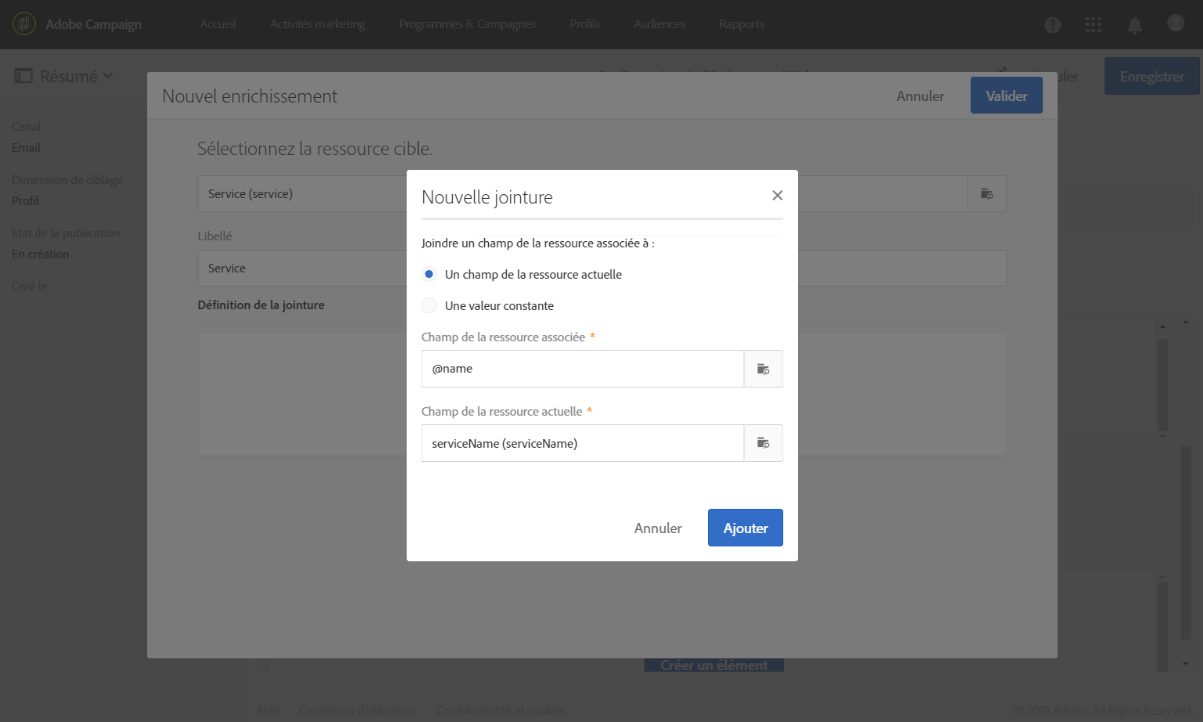 Adobe Campaign
Accueil
Activités marketing
Programmes & Campagnes
Profils
Audiences
Rapports
Résumé
Enregistrer
Canal
Email
Dimension de ciblage
Profil
Etat de la publication
En création
Créé le
Nouvel enrichissement
Annuler
Valider
Sélectionnez la ressource cible.
Service (service)
Libellé
Service
Définition de la jointure
Nouvelle jointure
Joindre un champ de la ressource associée à :
Un champ de la ressource actuelle
Une valeur constante
Champ de la ressource associée *
@name
Champ de la ressource actuelle *
serviceName (serviceName)
Annuler
Ajouter
Créer un élément
Aide
Conditions d'utilisation
Confidentialité et cookies
© 2019 Adobe. All Rights Reserved.